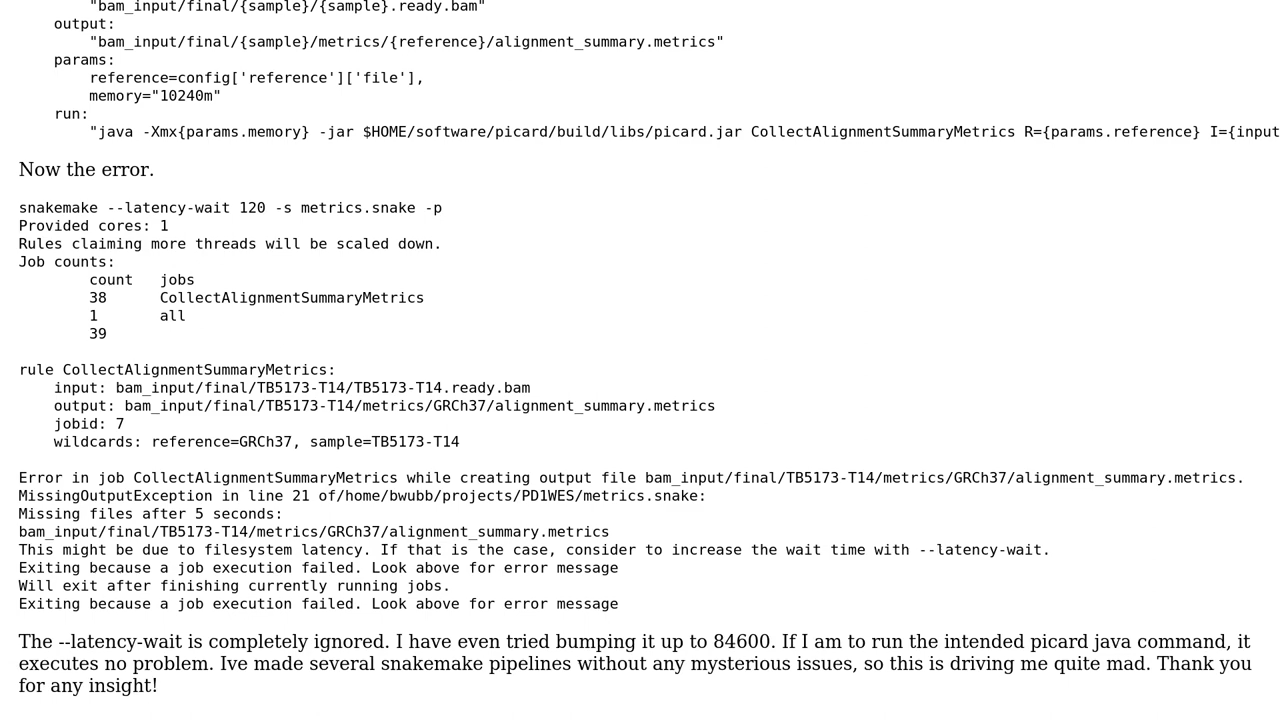 "bam_input/final/{sample}/{sample}.ready.bam"
output:
"bam_input/final/{sample}/metrics/{reference}/alignment_summary.metrics"
params:
reference=config['reference']['file'],
memory="10240m"
run:
"java -Xmx{params.memory} -jar $HOME/software/picard/build/libs/picard.jar CollectAlignmentSummaryMetrics R={params.reference} I={input
Now the error.
snakemake --latency-wait 120 -s metrics.snake -p
Provided cores: 1
Rules claiming more threads will be scaled down.
Job counts:
count jobs
38 CollectAlignmentSummaryMetrics
1 all
39
rule CollectAlignmentSummaryMetrics:
input: bam_input/final/TB5173-T14/TB5173-T14.ready.bam
output: bam_input/final/TB5173-T14/metrics/GRCh37/alignment_summary.metrics
jobid: 7
wildcards: reference=GRCh37, sample=TB5173-T14
Error in job CollectAlignmentSummaryMetrics while creating output file bam_input/final/TB5173-T14/metrics/GRCh37/alignment_summary.metrics.
MissingOutputException in line 21 of/home/bwubb/projects/PD1WES/metrics.snake:
Missing files after 5 seconds:
bam_input/final/TB5173-T14/metrics/GRCh37/alignment_summary.metrics
This might be due to filesystem latency. If that is the case, consider to increase the wait time with --latency-wait.
Exiting because a job execution failed. Look above for error message
Will exit after finishing currently running jobs.
Exiting because a job execution failed. Look above for error message
The --latency-wait is completely ignored. I have even tried bumping it up to 84600. If I am to run the intended picard java command, it
executes no problem. Ive made several snakemake pipelines without any mysterious issues, so this is driving me quite mad. Thank you
for any insight!